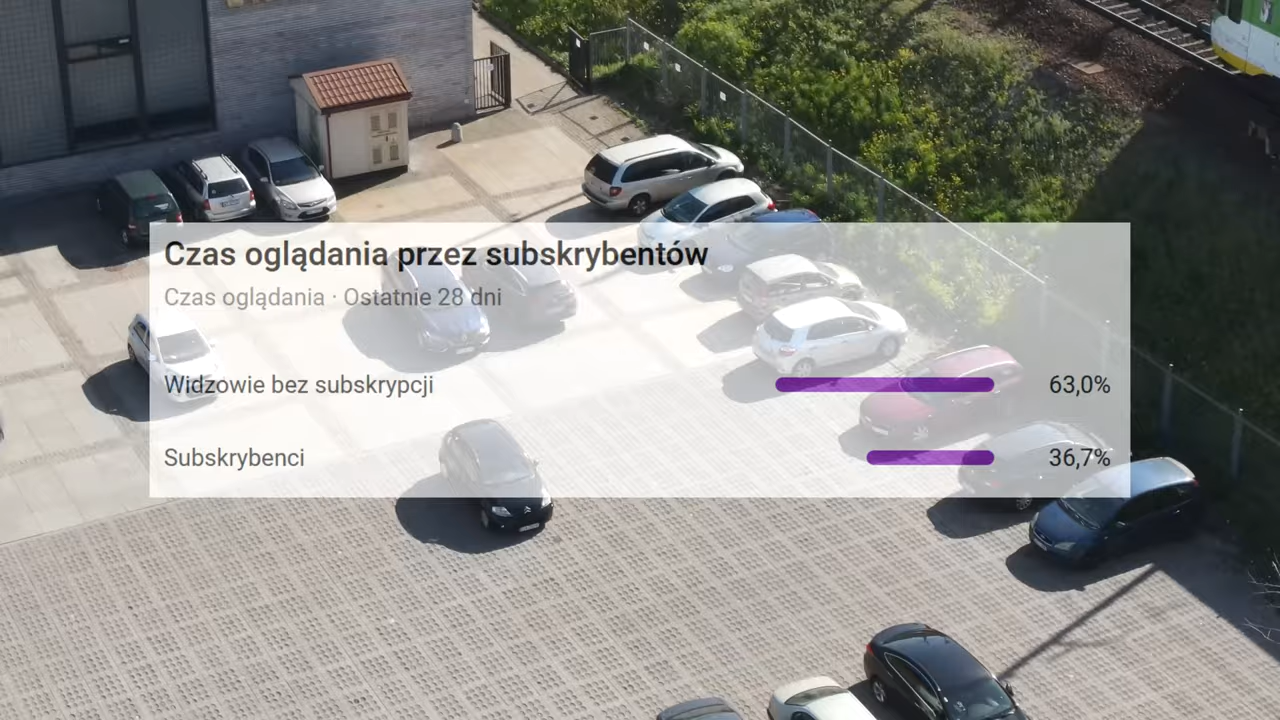 Czas oglądania przez subskrybentów
Czas oglądania · Ostatnie 28 dni
Widzowie bez subskrypcji
63,0%
Subskrybenci
36,7%